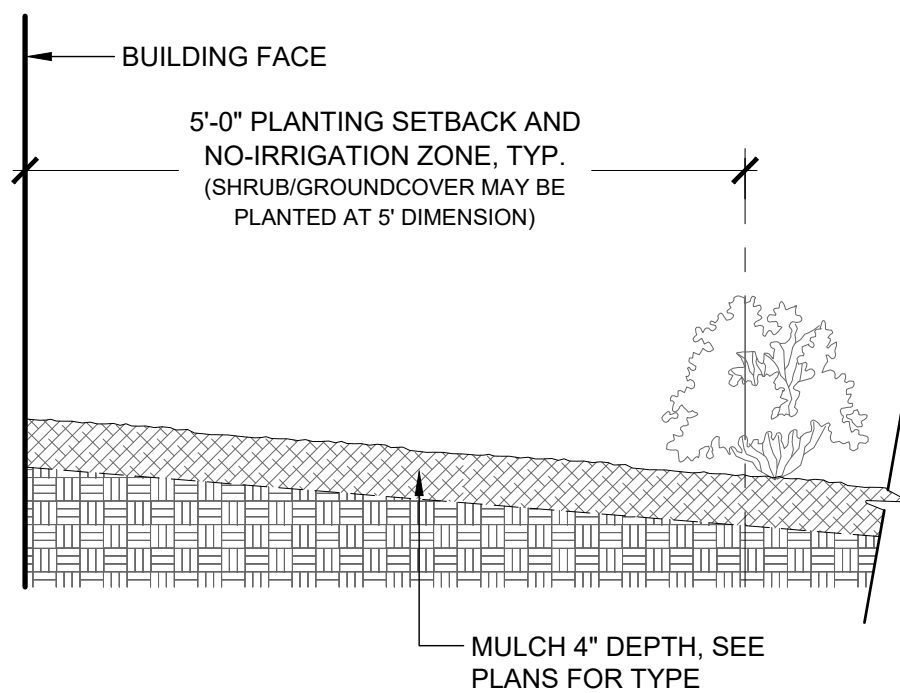 BUILDING FACE
5'-0" PLANTING SETBACK AND
NO-IRRIGATION ZONE, TYP.
(SHRUB/GROUNDCOVER MAY BE
PLANTED AT 5' DIMENSION)
MULCH 4" DEPTH, SEE
PLANS FOR TYPE